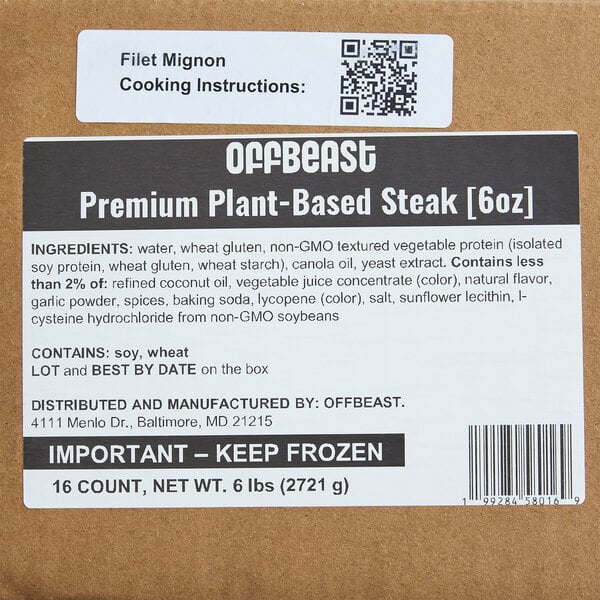 Filet Mignon
Cooking Instructions:
OFFBEAST
Premium Plant-Based Steak [6oz]
INGREDIENTS: water, wheat gluten, non-GMO textured vegetable protein (isolated
soy protein, wheat gluten, wheat starch), canola oil, yeast extract. Contains less
than 2% of: refined coconut oil, vegetable juice concentrate (color), natural flavor,
garlic powder, spices, baking soda, lycopene (color), salt, sunflower lecithin, l-
cysteine hydrochloride from non-GMO soybeans
CONTAINS: soy, wheat
LOT and BEST BY DATE on the box
DISTRIBUTED AND MANUFACTURED BY: OFFBEAST.
4111 Menlo Dr., Baltimore, MD 21215
IMPORTANT – KEEP FROZEN
16 COUNT, NET WT. 6 lbs (2721 g)
1 99284 58016 9